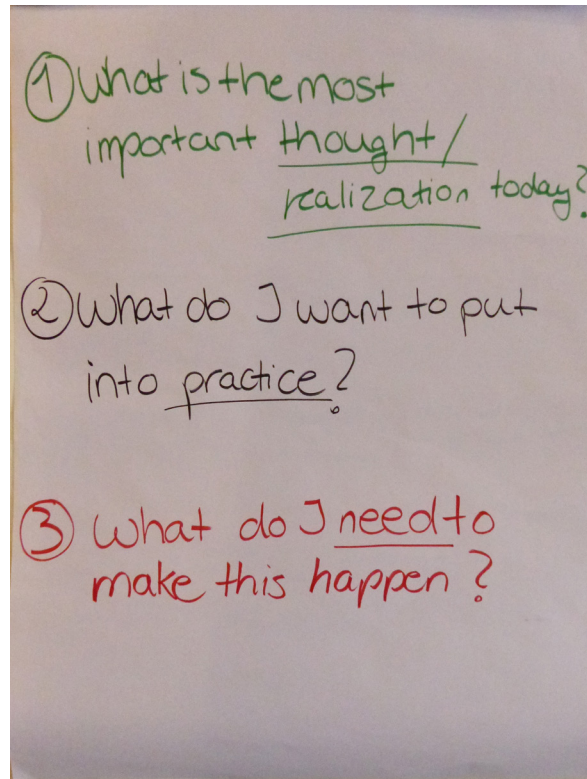 ① What is the most
important thought/
realization today?
② What do I want to put
into practice?
③ What do I need to
make this happen?